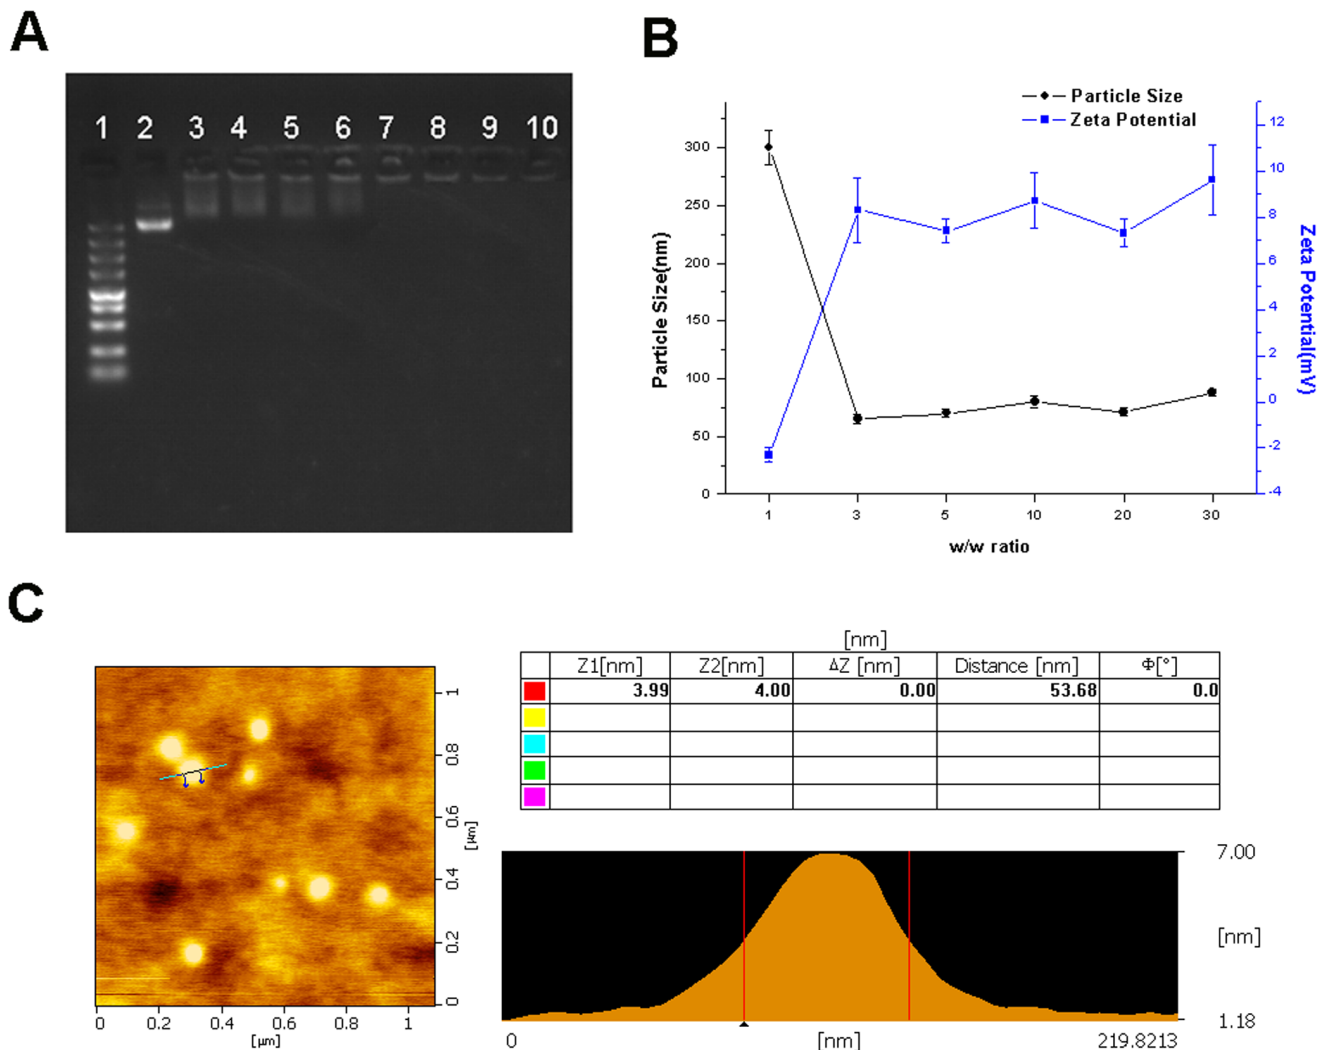 A
1 2 3 4 5 6 7 8 9 10
B
Particle Size
Zeta Potential
300
250
200
150
100
50
0
Particle Size(nm)
12
10
8
6
4
2
0
-2
-4
Zeta Potential(mV)
1 3 5 10 20 30
w/w ratio
C
1
0.8
0.6
0.4
0.2
0
[µm]
0 0.2 0.4 0.6 0.8 1
[µm]
[nm]
Z1[nm] Z2[nm] ΔZ [nm] Distance [nm] Φ[°]
3.99 4.00 0.00 53.68 0.0
7.00
[nm]
1.18
0 [nm] 219.8213